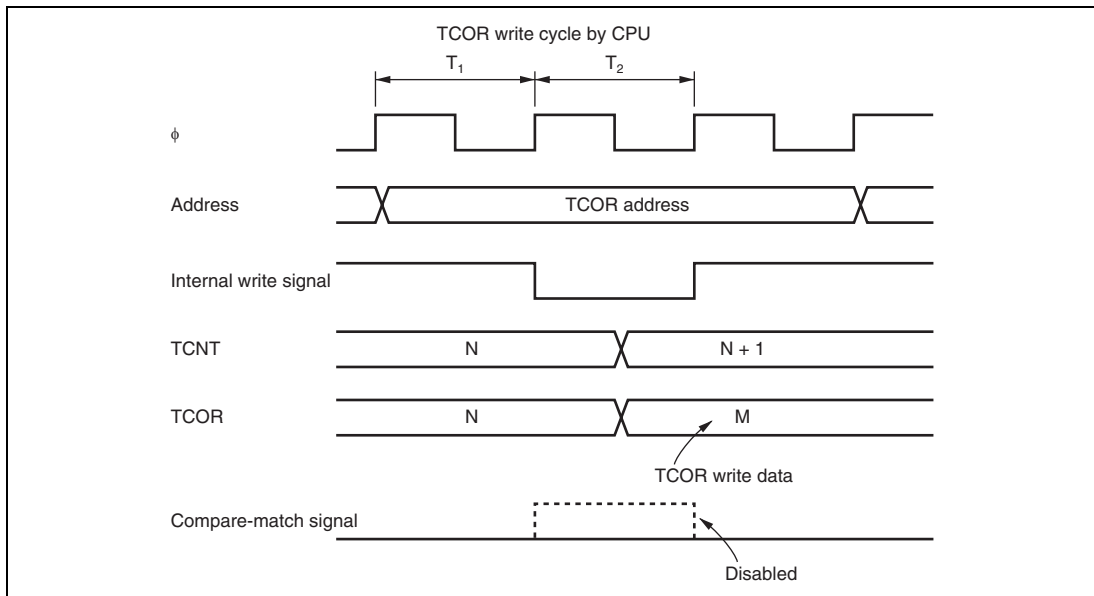 TCOR write cycle by CPU
T₁ T₂
ϕ
Address TCOR address
Internal write signal
TCNT N N + 1
TCOR N M
TCOR write data
Compare-match signal
Disabled